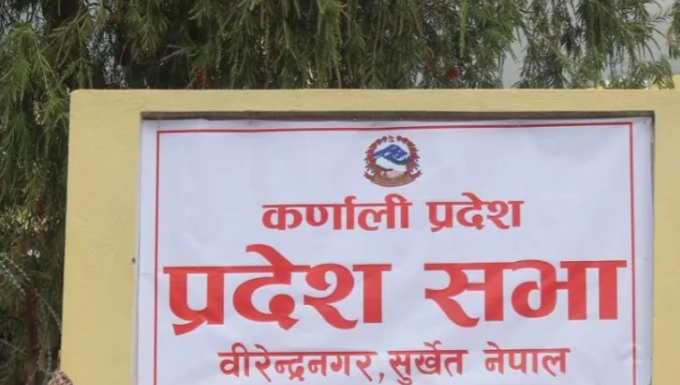 कर्णाली प्रदेश
प्रदेश सभा
वीरेन्द्रनगर, सुर्खेत नेपाल